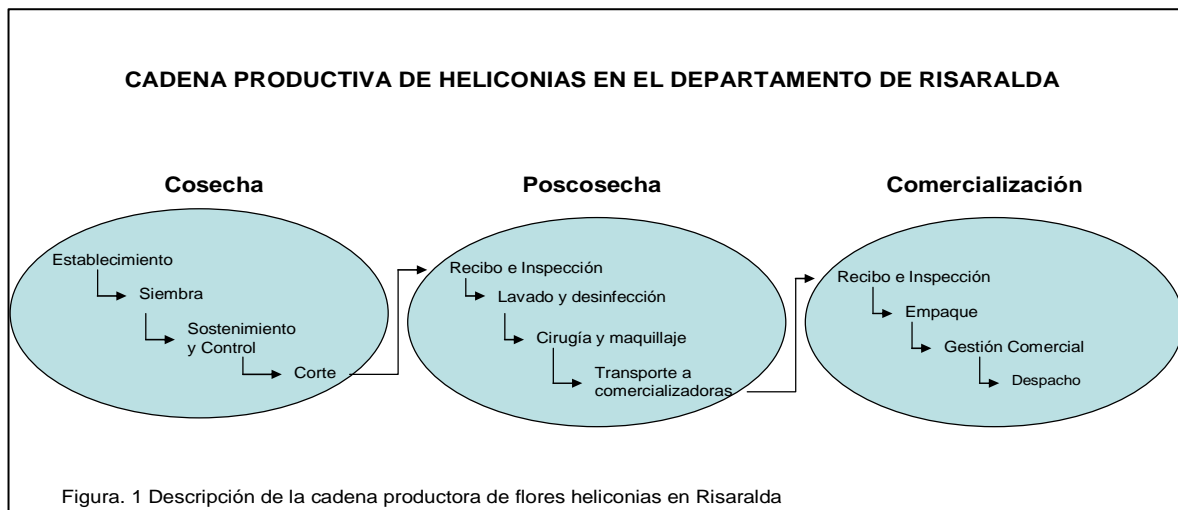 CADENA PRODUCTIVA DE HELICONIAS EN EL DEPARTAMENTO DE RISARALDA
Cosecha
Establecimiento
Siembra
Sostenimiento
y Control
Corte
Poscosecha
Recibo e Inspección
Lavado y desinfección
Cirugía y maquillaje
Transporte a
comercializadoras
Comercialización
Recibo e Inspección
Empaque
Gestión Comercial
Despacho
Figura. 1 Descripción de la cadena productora de flores heliconias en Risaralda